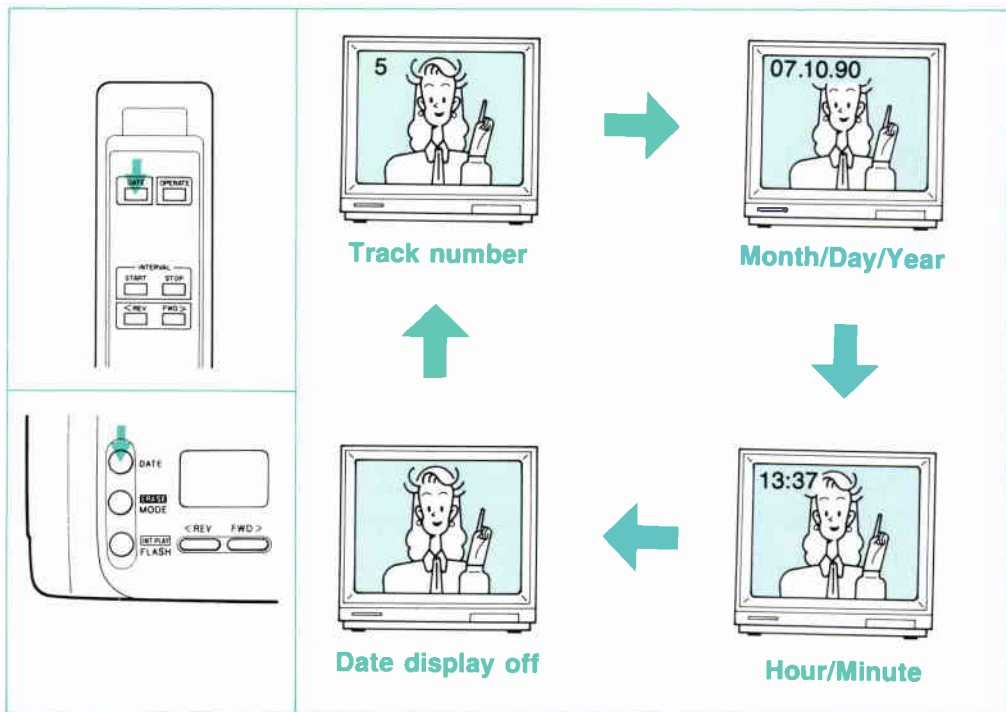 DATE OPERATE
INTERVAL
START STOP
<REV FWD>
DATE
ERASE
MODE
INT PLAY
FLASH
<REV FWD>
5
Track number
07.10.90
Month/Day/Year
13:37
Hour/Minute
Date display off